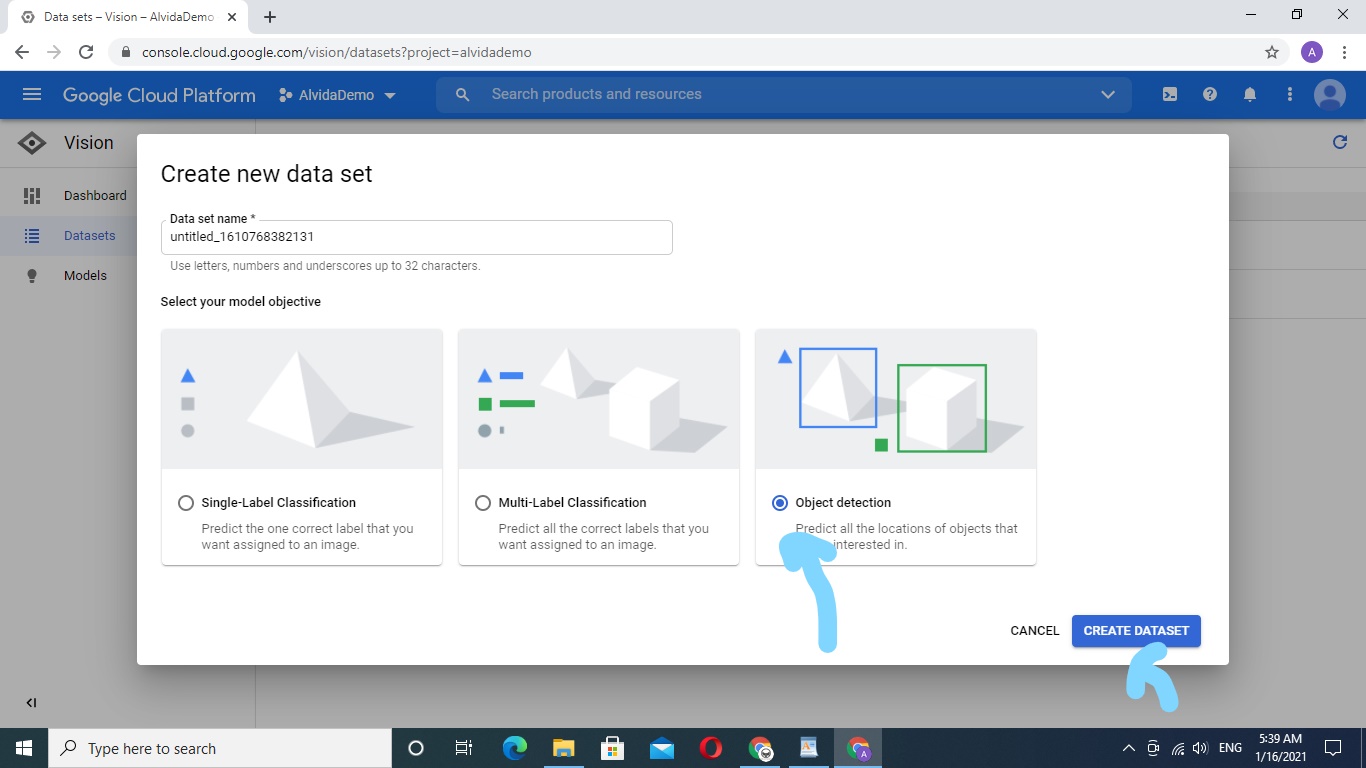 Data sets – Vision – AlvidaDemo
console.cloud.google.com/vision/datasets?project=alvidademo
A
Google Cloud Platform
AlvidaDemo
Search products and resources
Vision
Dashboard
Datasets
Models
Create new data set
Data set name *
untitled_1610768382131
Use letters, numbers and underscores up to 32 characters.
Select your model objective
Single-Label Classification
Predict the one correct label that you
want assigned to an image.
Multi-Label Classification
Predict all the correct labels that you
want assigned to an image.
Object detection
Predict all the locations of objects that
interested in.
CANCEL
CREATE DATASET
Type here to search
A
ENG
5:39 AM
1/16/2021